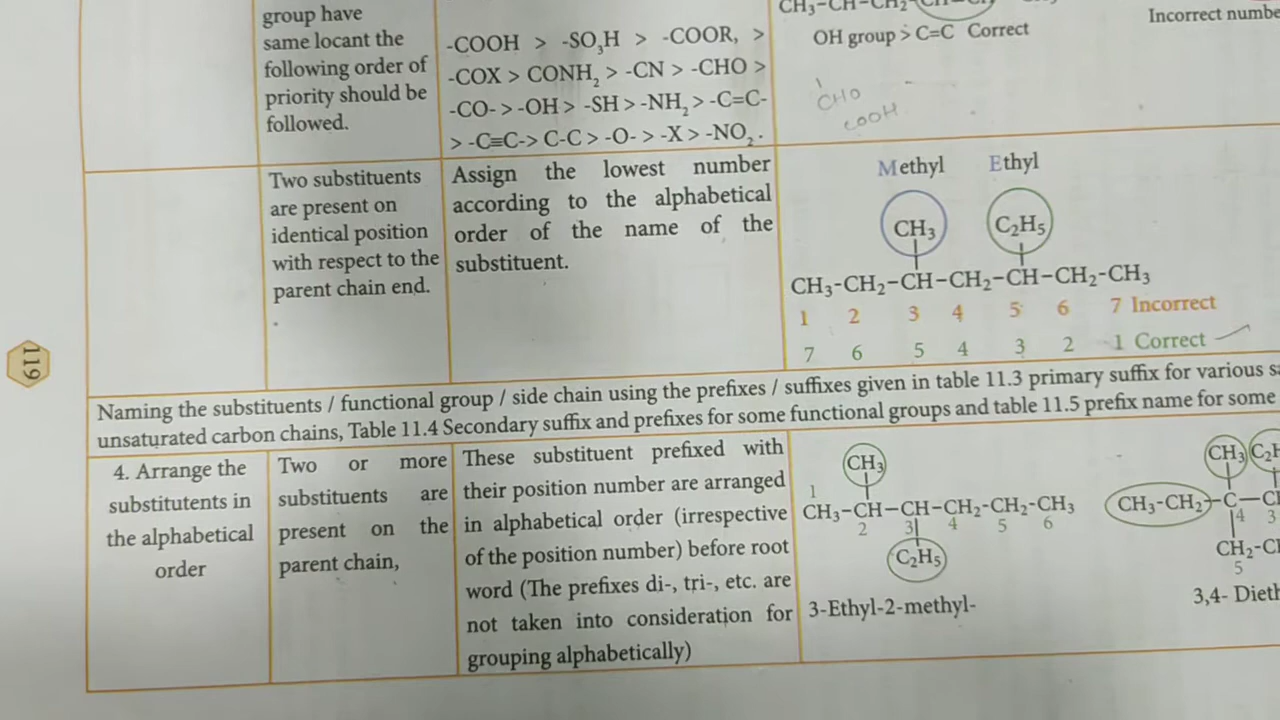 group have
same locant the
following order of
priority should be
followed.
-COOH > -SO3H > -COOR, >
-COX > CONH2 > -CN > -CHO >
-CO- > -OH > -SH > -NH2 > -C=C-
> -C≡C-> C-C > -O- > -X > -NO2.
OH group > C=C Correct
Incorrect numbe
CHO
COOH
Two substituents
are present on
identical position
with respect to the
parent chain end.
Assign the lowest number
according to the alphabetical
order of the name of the
substituent.
Methyl Ethyl
CH3 C2H5
CH3-CH2-CH-CH2-CH-CH2-CH3
1 2 3 4 5 6 7 Incorrect
7 6 5 4 3 2 1 Correct
119
Naming the substituents / functional group / side chain using the prefixes / suffixes given in table 11.3 primary suffix for various sa
unsaturated carbon chains, Table 11.4 Secondary suffix and prefixes for some functional groups and table 11.5 prefix name for some
4. Arrange the
substitutents in
the alphabetical
order
Two or more
substituents are
present on the
parent chain,
These substituent prefixed with
their position number are arranged
in alphabetical order (irrespective
of the position number) before root
word (The prefixes di-, tri-, etc. are
not taken into consideration for
grouping alphabetically)
CH3
1
CH3-CH-CH-CH2-CH2-CH3
2 3 4 5 6
C2H5
3-Ethyl-2-methyl-
CH3 C2H
CH3-CH2-C-C
4 3
CH2-C
5
3,4- Dieth